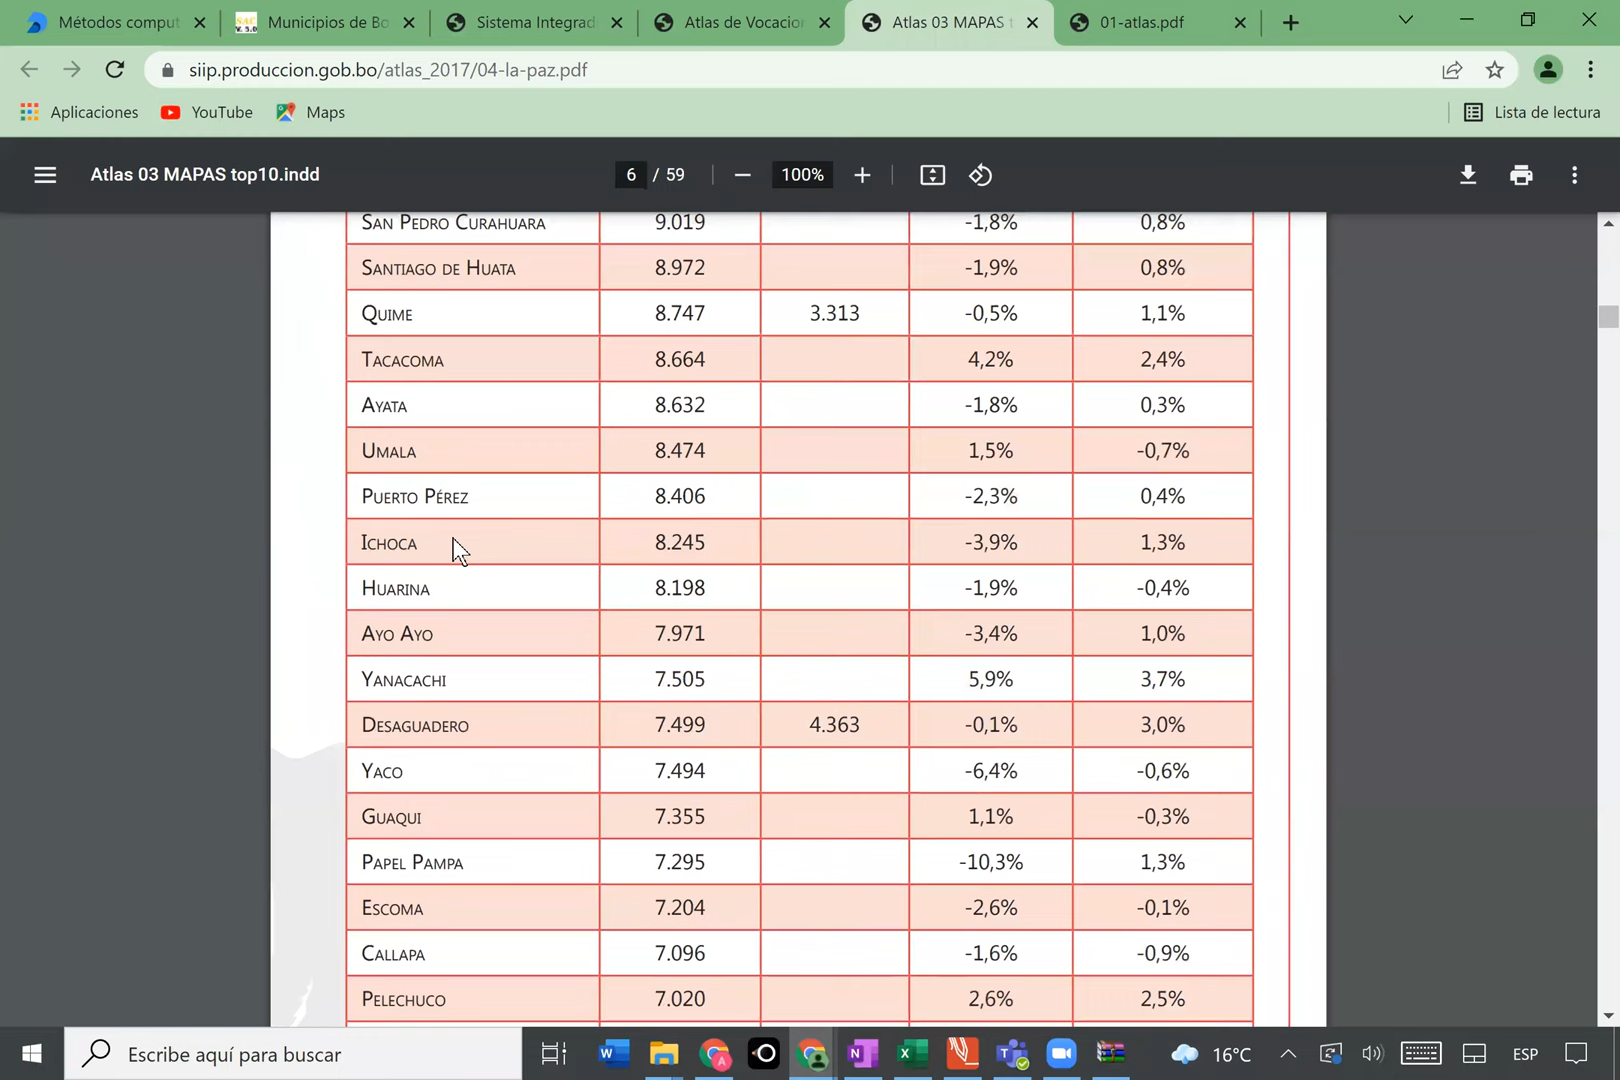 Métodos comput
Municipios de Bo
Sistema Integrad
Atlas de Vocacion
Atlas 03 MAPAS t
01-atlas.pdf
siip.produccion.gob.bo/atlas_2017/04-la-paz.pdf
Aplicaciones
YouTube
Maps
Lista de lectura
Atlas 03 MAPAS top10.indd
6 / 59
100%
San Pedro Curahuara 9.019 -1,8% 0,8%
Santiago de Huata 8.972 -1,9% 0,8%
Quime 8.747 3.313 -0,5% 1,1%
Tacacoma 8.664 4,2% 2,4%
Ayata 8.632 -1,8% 0,3%
Umala 8.474 1,5% -0,7%
Puerto Pérez 8.406 -2,3% 0,4%
Ichoca 8.245 -3,9% 1,3%
Huarina 8.198 -1,9% -0,4%
Ayo Ayo 7.971 -3,4% 1,0%
Yanacachi 7.505 5,9% 3,7%
Desaguadero 7.499 4.363 -0,1% 3,0%
Yaco 7.494 -6,4% -0,6%
Guaqui 7.355 1,1% -0,3%
Papel Pampa 7.295 -10,3% 1,3%
Escoma 7.204 -2,6% -0,1%
Callapa 7.096 -1,6% -0,9%
Pelechuco 7.020 2,6% 2,5%
Escribe aquí para buscar
16°C
ESP